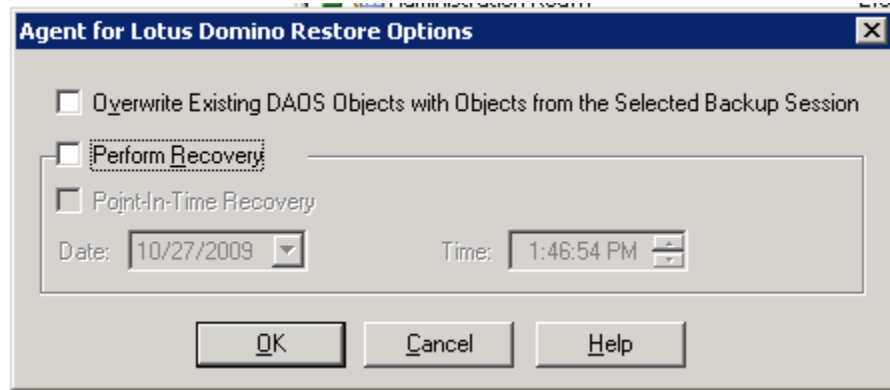 Agent for Lotus Domino Restore Options
Overwrite Existing DAOS Objects with Objects from the Selected Backup Session
Perform Recovery
Point-In-Time Recovery
Date: 10/27/2009 Time: 1:46:54 PM
OK Cancel Help